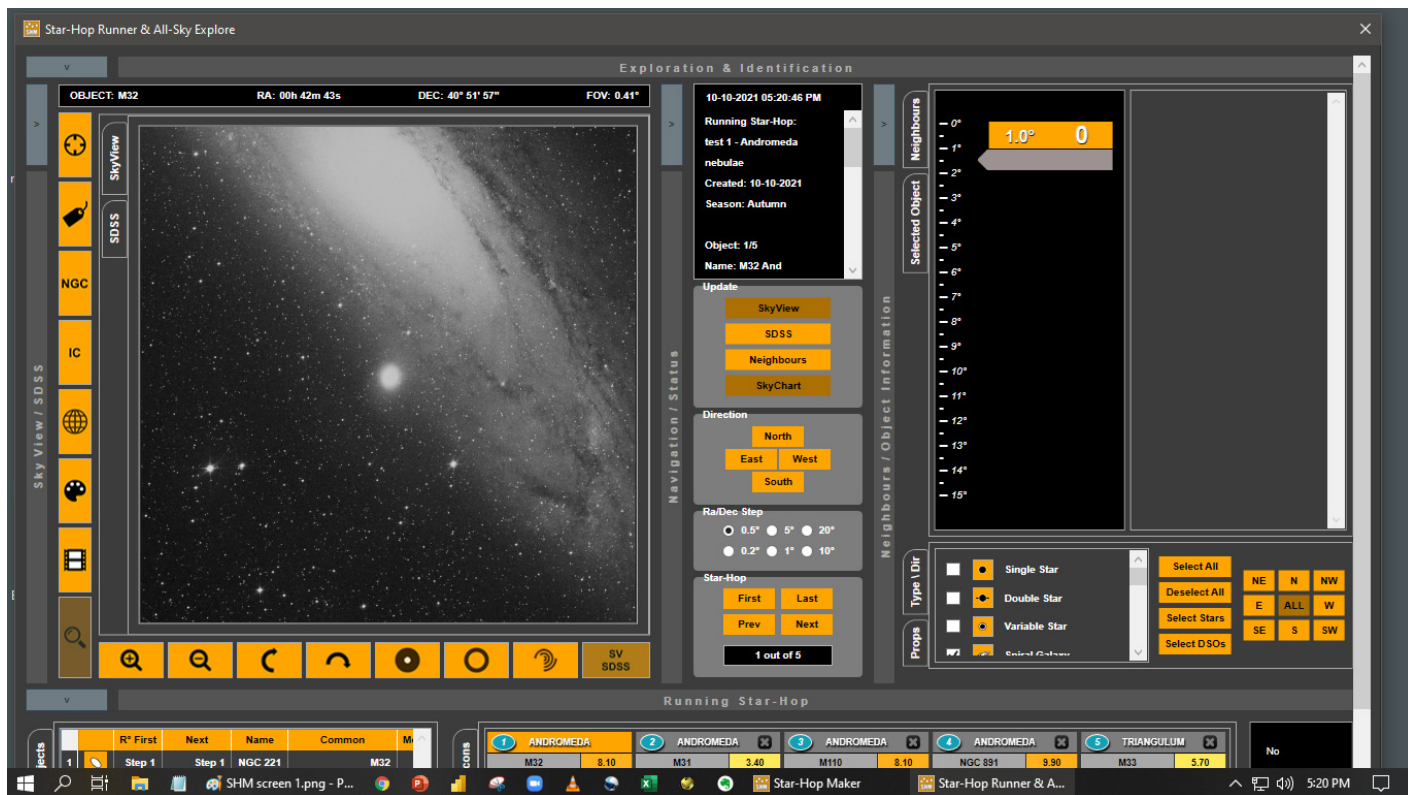 Star-Hop Runner & All-Sky Explore
v
Exploration & Identification
OBJECT: M32 RA: 00h 42m 43s DEC: 40° 51' 57" FOV: 0.41°
>
SkyView
SDSS
NGC
IC
Sky View / SDSS
SV
SDSS
>
Navigation / Status
10-10-2021 05:20:46 PM
Running Star-Hop:
test 1 - Andromeda
nebulae
Created: 10-10-2021
Season: Autumn
Object: 1/5
Name: M32 And
Update
SkyView
SDSS
Neighbours
SkyChart
Direction
North
East West
South
Ra/Dec Step
0.5° 5° 20°
0.2° 1° 10°
Star-Hop
First Last
Prev Next
1 out of 5
>
Neighbours / Object Information
Neighbours
Selected Object
0°
1°
2°
3°
4°
5°
6°
7°
8°
9°
10°
11°
12°
13°
14°
15°
1.0° 0
Type \ Dir
Props
Single Star
Double Star
Variable Star
Spiral Galaxy
Select All
Deselect All
Select Stars
Select DSOs
NE N NW
E ALL W
SE S SW
v
Running Star-Hop
R° First Next Name Common
1 Step 1 Step 1 NGC 221 M32
1 ANDROMEDA
M32 8.10
2 ANDROMEDA
M31 3.40
3 ANDROMEDA
M110 8.10
4 ANDROMEDA
NGC 891 9.90
5 TRIANGULUM
M33 5.70
No
SHM screen 1.png - P...
Star-Hop Maker
Star-Hop Runner & A...
5:20 PM